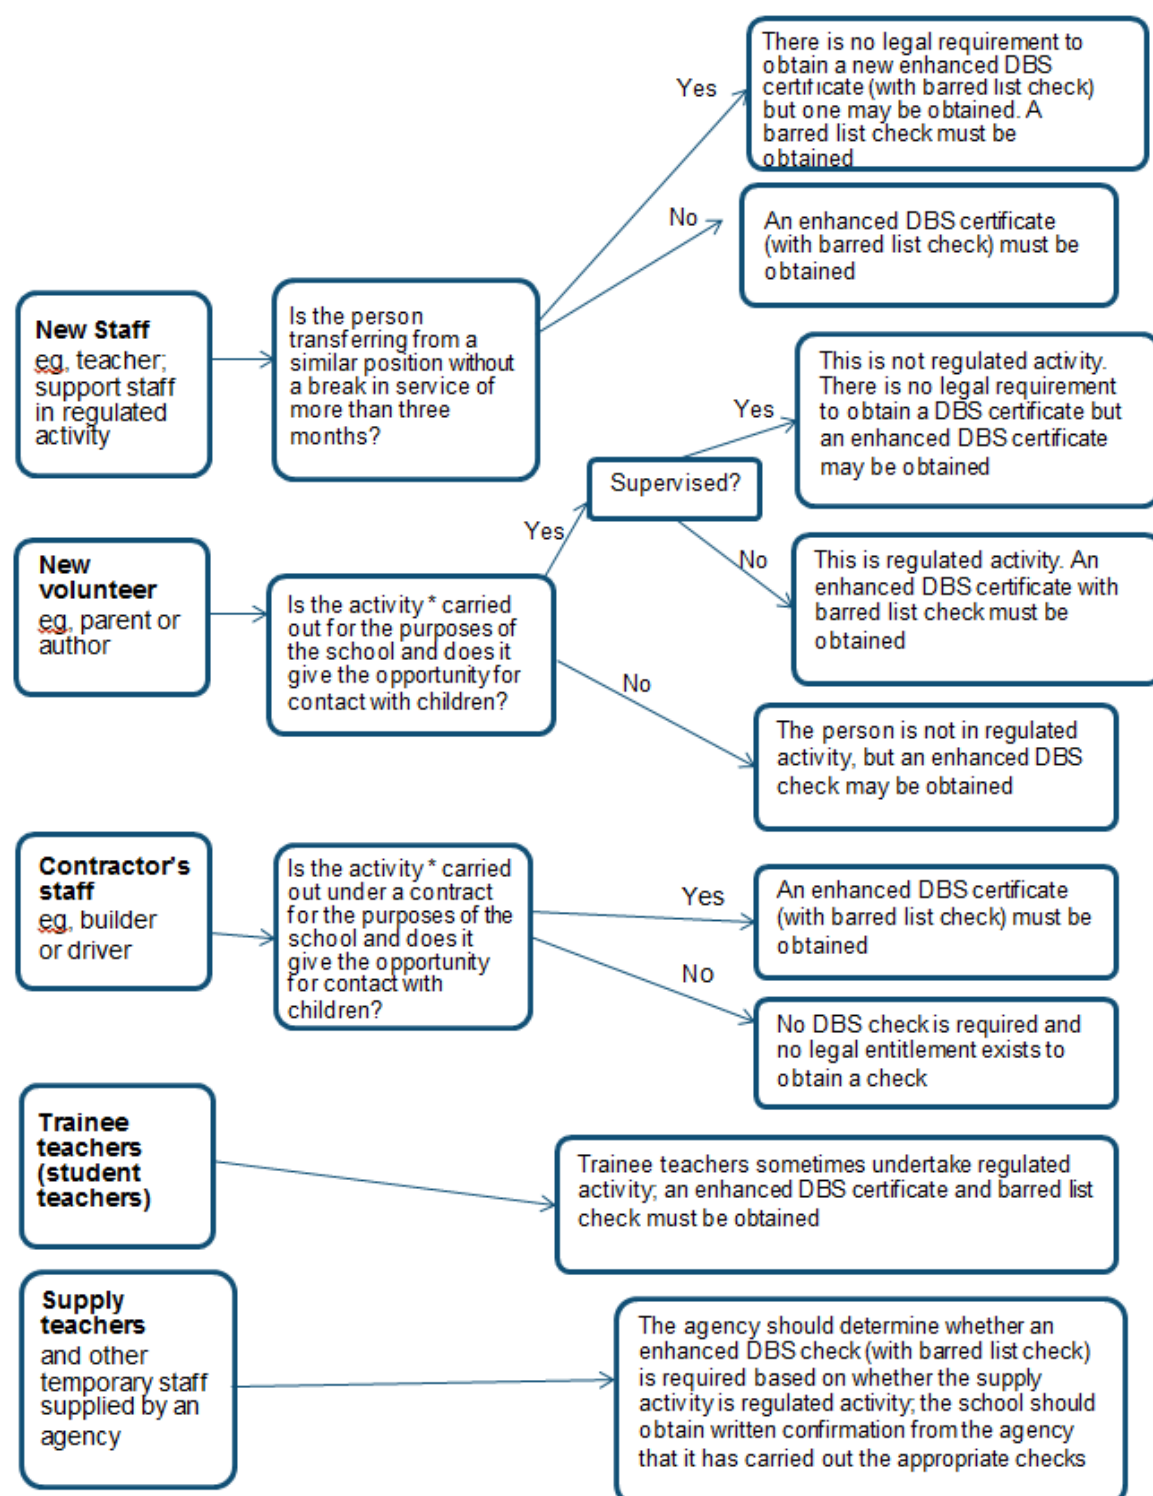 There is no legal requirement to
obtain a new enhanced DBS
certificate (with barred list check)
but one may be obtained. A
barred list check must be
obtained
Yes
No
An enhanced DBS certificate
(with barred list check) must be
obtained
New Staff
eg, teacher;
support staff
in regulated
activity
Is the person
transferring from a
similar position without
a break in service of
more than three
months?
This is not regulated activity.
There is no legal requirement
to obtain a DBS certificate but
an enhanced DBS certificate
may be obtained
Yes
Supervised?
Yes
No
This is regulated activity. An
enhanced DBS certificate with
barred list check must be
obtained
New
volunteer
eg, parent or
author
Is the activity * carried
out for the purposes of
the school and does it
give the opportunity for
contact with children?
No
The person is not in regulated
activity, but an enhanced DBS
check may be obtained
Contractor's
staff
eg, builder
or driver
Is the activity * carried
out under a contract
for the purposes of the
school and does it
give the opportunity
for contact with
children?
Yes
An enhanced DBS certificate
(with barred list check) must be
obtained
No
No DBS check is required and
no legal entitlement exists to
obtain a check
Trainee
teachers
(student
teachers)
Trainee teachers sometimes undertake regulated
activity; an enhanced DBS certificate and barred list
check must be obtained
Supply
teachers
and other
temporary staff
supplied by an
agency
The agency should determine whether an
enhanced DBS check (with barred list check)
is required based on whether the supply
activity is regulated activity; the school should
obtain written confirmation from the agency
that it has carried out the appropriate checks